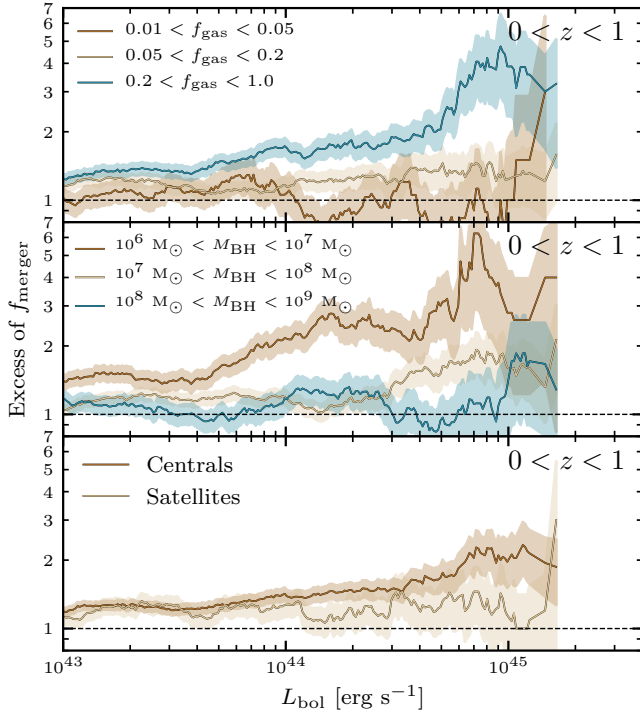 7
6
5
4
3
2
1
0.01 < f_gas < 0.05
0.05 < f_gas < 0.2
0.2 < f_gas < 1.0
0 < z < 1
7
6
5
4
3
2
1
10^6 M_⊙ < M_BH < 10^7 M_⊙
10^7 M_⊙ < M_BH < 10^8 M_⊙
10^8 M_⊙ < M_BH < 10^9 M_⊙
0 < z < 1
Excess of f_merger
7
6
5
4
3
2
1
Centrals
Satellites
0 < z < 1
10^43
10^44
10^45
L_bol [erg s^−1]